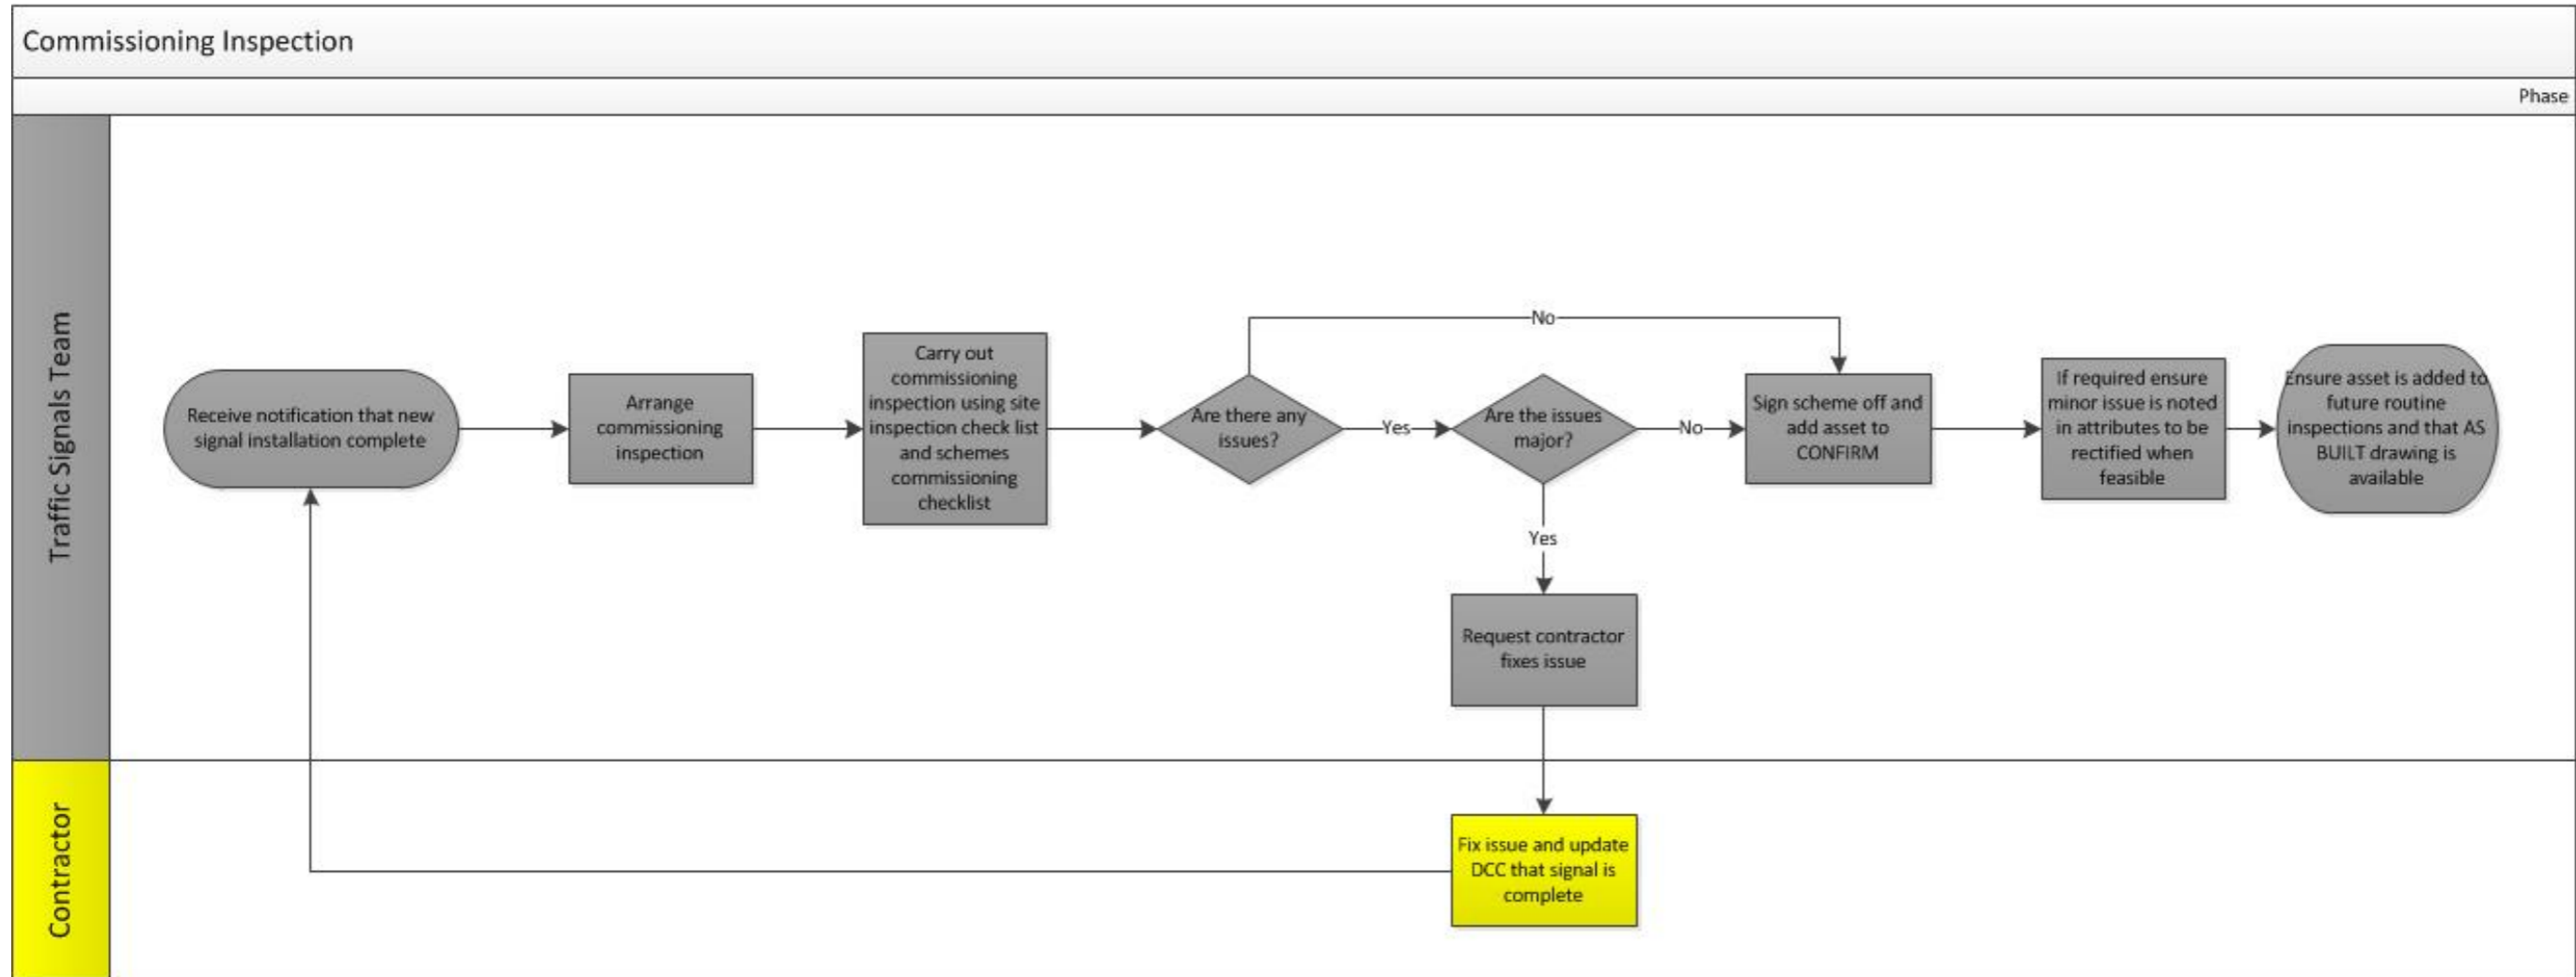 Commissioning Inspection
Phase
Traffic Signals Team
Receive notification that new
signal installation complete
Arrange
commissioning
inspection
Carry out
commissioning
inspection using site
inspection check list
and schemes
commissioning
checklist
Are there any
issues?
No
Yes
Are the issues
major?
No
Yes
Sign scheme off and
add asset to
CONFIRM
If required ensure
minor issue is noted
in attributes to be
rectified when
feasible
Ensure asset is added to
future routine
inspections and that AS
BUILT drawing is
available
Request contractor
fixes issue
Contractor
Fix issue and update
DCC that signal is
complete